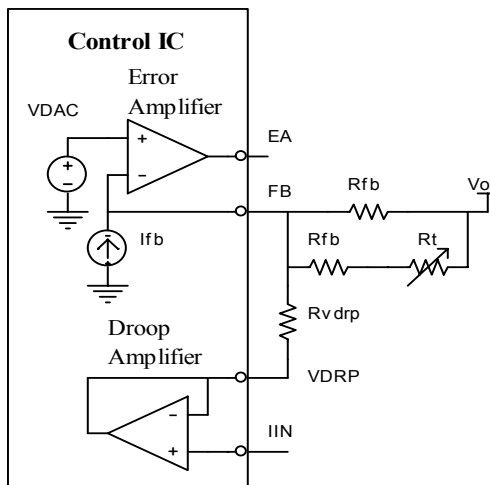 Control IC
Error
Amplifier
VDAC
+
-
EA
+
-
FB
Rfb
Vo
Ifb
Rfb
Rt
Droop
Amplifier
Rvdrp
VDRP
-
+
IIN